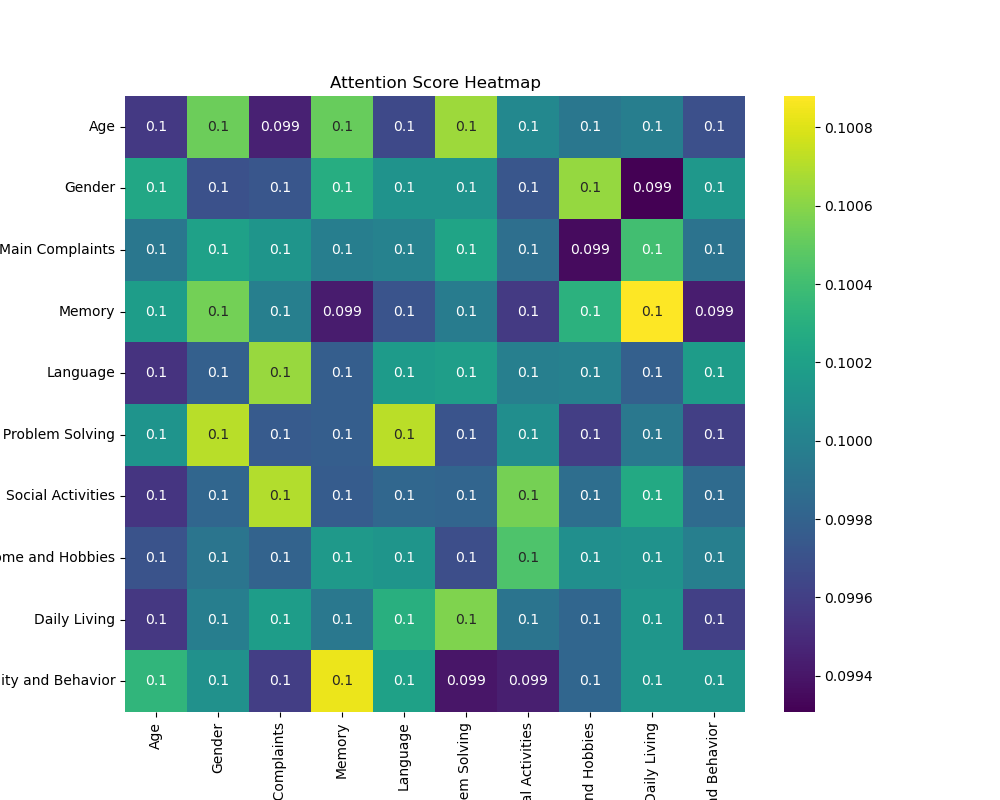 Attention Score Heatmap
Age 0.1 0.1 0.099 0.1 0.1 0.1 0.1 0.1 0.1 0.1
Gender 0.1 0.1 0.1 0.1 0.1 0.1 0.1 0.1 0.099 0.1
Main Complaints 0.1 0.1 0.1 0.1 0.1 0.1 0.1 0.099 0.1 0.1
Memory 0.1 0.1 0.1 0.099 0.1 0.1 0.1 0.1 0.1 0.099
Language 0.1 0.1 0.1 0.1 0.1 0.1 0.1 0.1 0.1 0.1
Problem Solving 0.1 0.1 0.1 0.1 0.1 0.1 0.1 0.1 0.1 0.1
Social Activities 0.1 0.1 0.1 0.1 0.1 0.1 0.1 0.1 0.1 0.1
ome and Hobbies 0.1 0.1 0.1 0.1 0.1 0.1 0.1 0.1 0.1 0.1
Daily Living 0.1 0.1 0.1 0.1 0.1 0.1 0.1 0.1 0.1 0.1
ity and Behavior 0.1 0.1 0.1 0.1 0.1 0.099 0.099 0.1 0.1 0.1
Age
Gender
Complaints
Memory
Language
em Solving
al Activities
nd Hobbies
Daily Living
nd Behavior
0.1008
0.1006
0.1004
0.1002
0.1000
0.0998
0.0996
0.0994